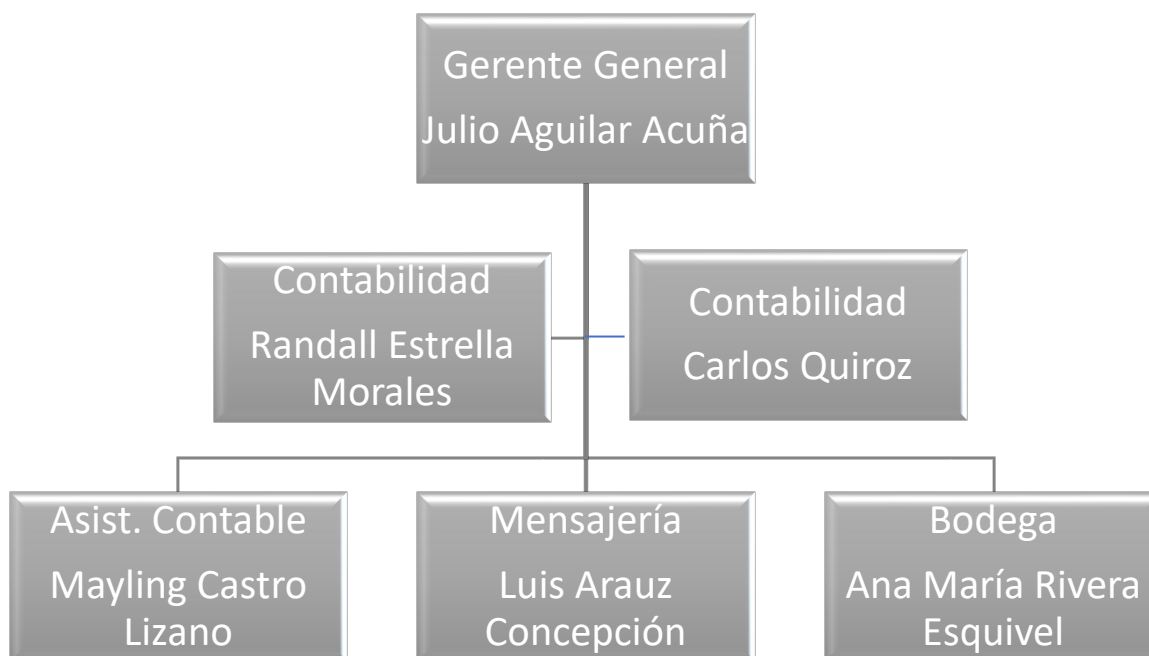 Gerente General
Julio Aguilar Acuña
Contabilidad
Randall Estrella
Morales
Contabilidad
Carlos Quiroz
Asist. Contable
Mayling Castro
Lizano
Mensajería
Luis Arauz
Concepción
Bodega
Ana María Rivera
Esquivel